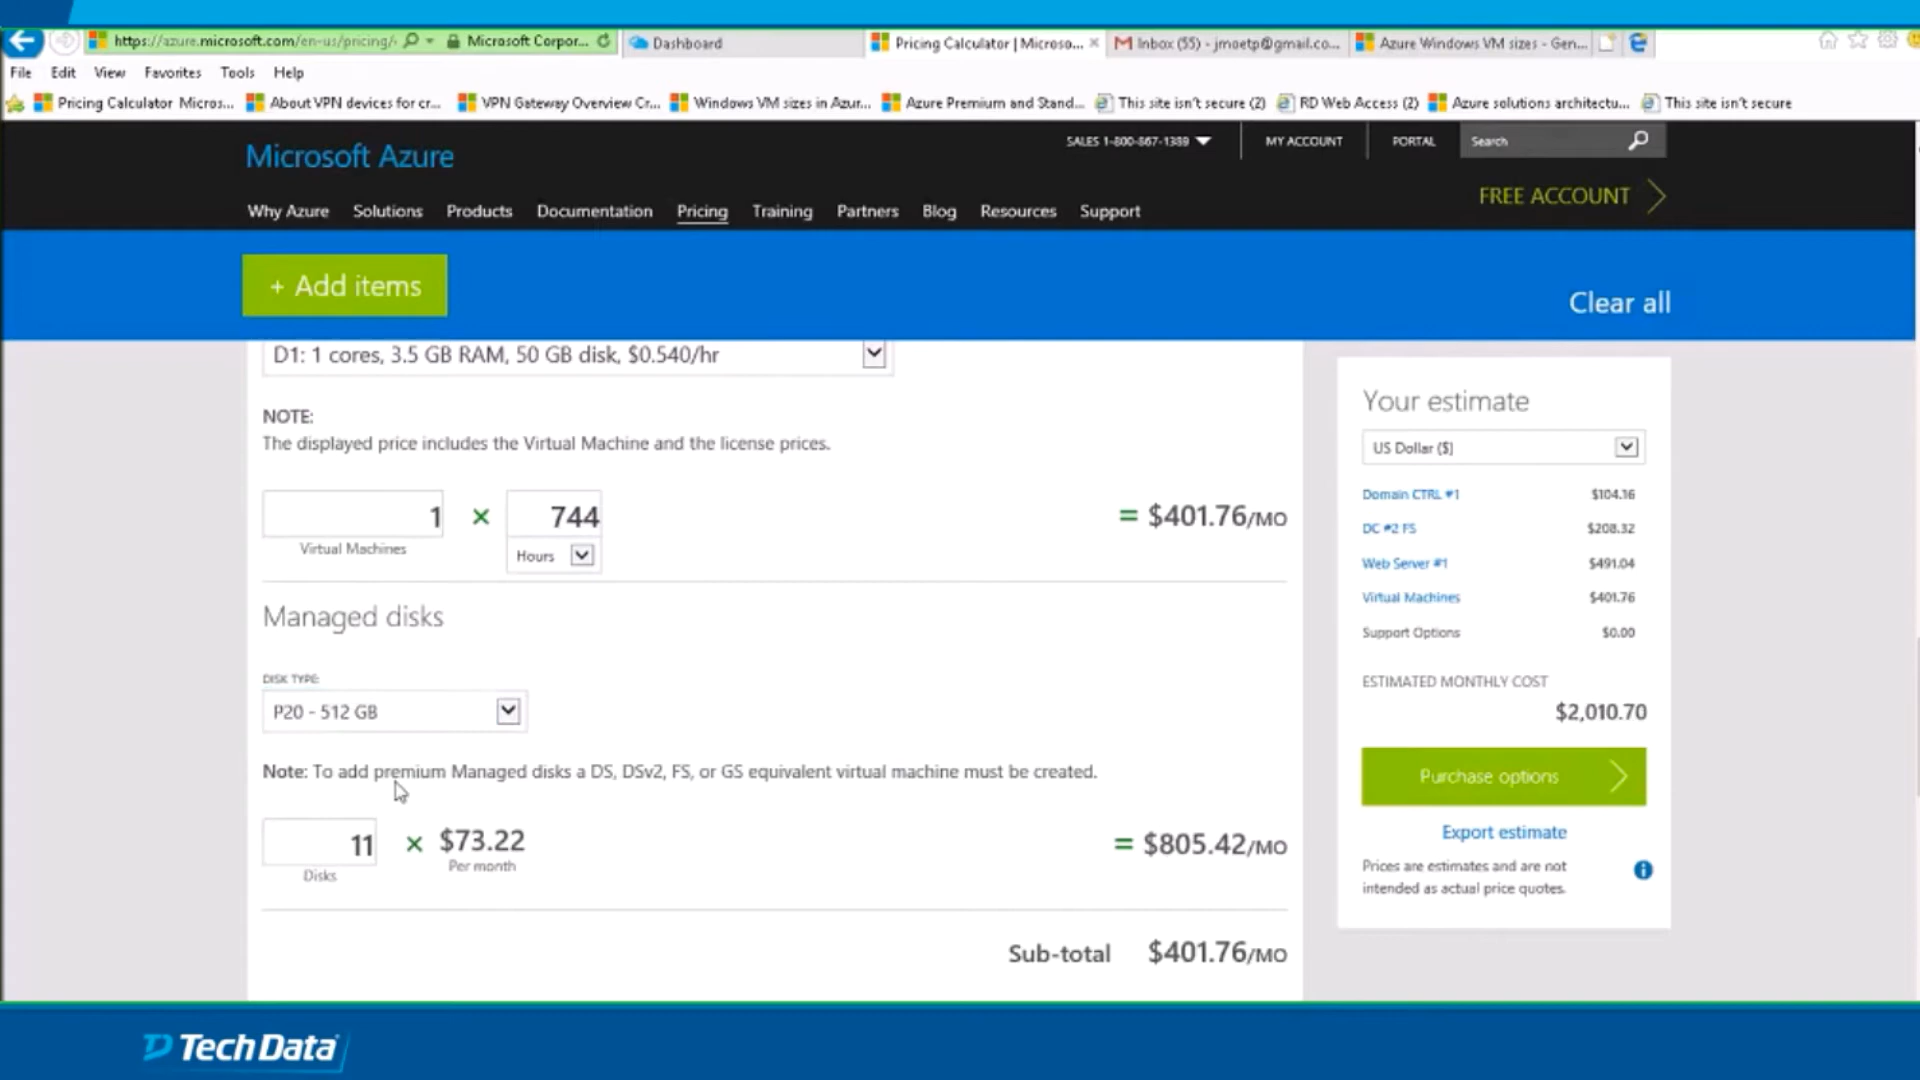 https://azure.microsoft.com/en-us/pricing/ Microsoft Corpor... Dashboard Pricing Calculator | Microso... Inbox (55) - jmoetp@gmail.co... Azure Windows VM sizes - Gen...
File Edit View Favorites Tools Help
Pricing Calculator Micros... About VPN devices for cr... VPN Gateway Overview Cr... Windows VM sizes in Azur... Azure Premium and Stand... This site isn't secure (2) RD Web Access (2) Azure solutions architectu... This site isn't secure
SALES 1-800-867-1389 MY ACCOUNT PORTAL Search
Microsoft Azure
FREE ACCOUNT
Why Azure Solutions Products Documentation Pricing Training Partners Blog Resources Support
+ Add items
Clear all
D1: 1 cores, 3.5 GB RAM, 50 GB disk, $0.540/hr
NOTE:
The displayed price includes the Virtual Machine and the license prices.
1 × 744 = $401.76/MO
Virtual Machines Hours
Managed disks
DISK TYPE:
P20 - 512 GB
Note: To add premium Managed disks a DS, DSv2, FS, or GS equivalent virtual machine must be created.
11 × $73.22 = $805.42/MO
Disks Per month
Sub-total $401.76/MO
Your estimate
US Dollar ($)
Domain CTRL #1 $104.16
DC #2 FS $208.32
Web Server #1 $491.04
Virtual Machines $401.76
Support Options $0.00
ESTIMATED MONTHLY COST
$2,010.70
Purchase options
Export estimate
Prices are estimates and are not
intended as actual price quotes.
Tech Data